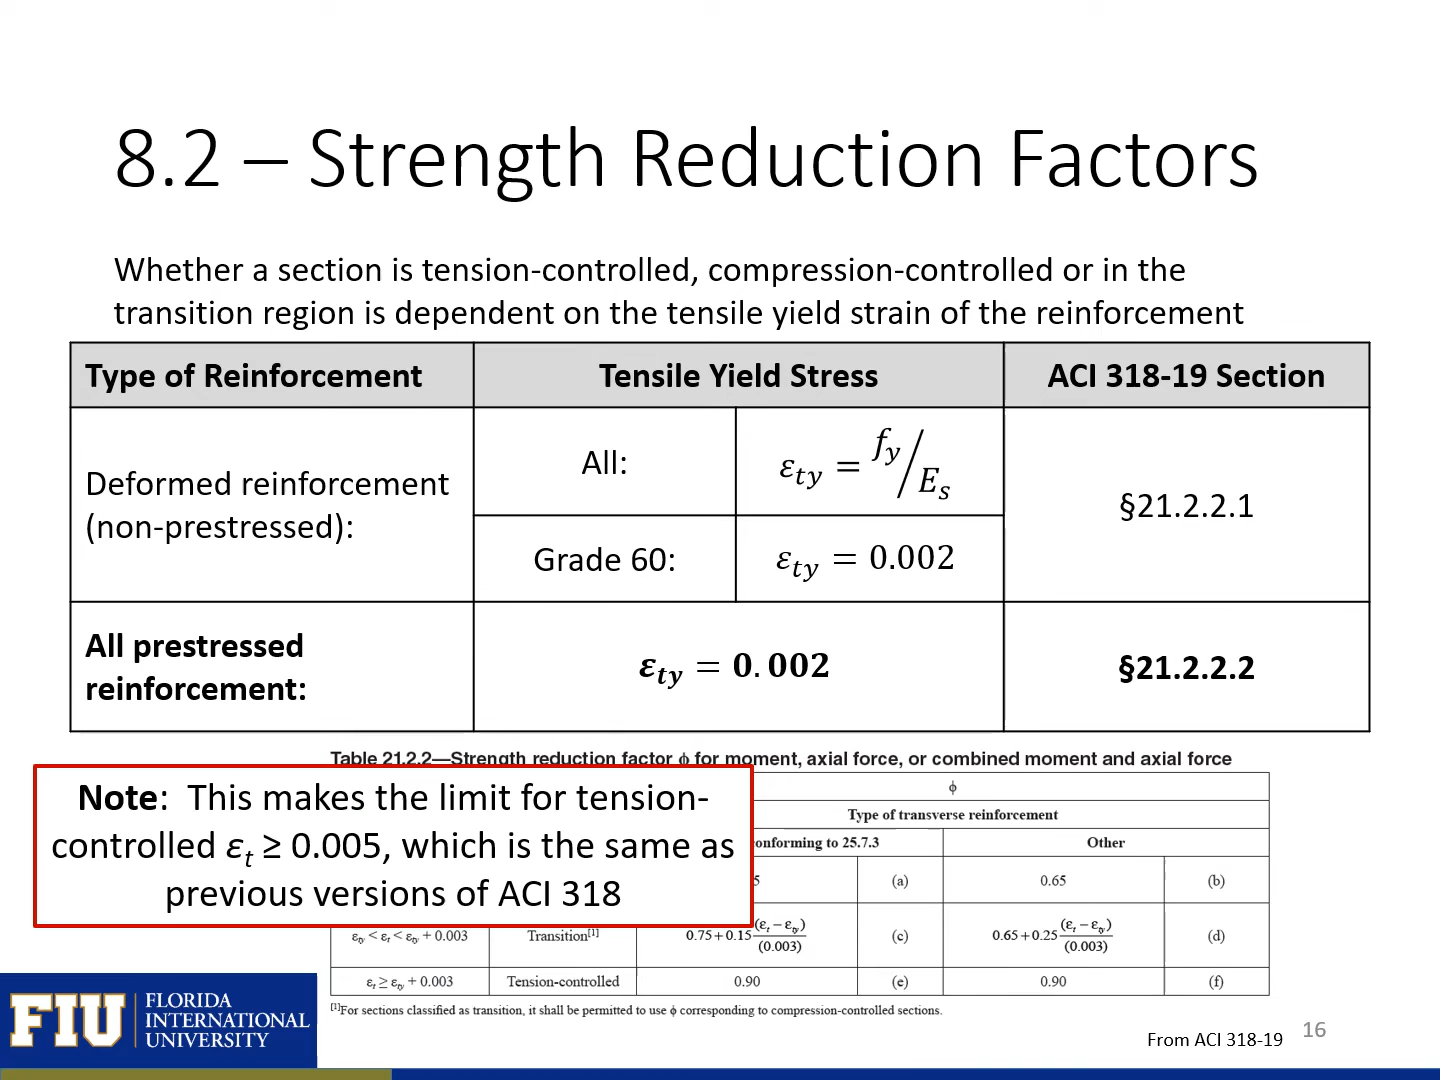 8.2 – Strength Reduction Factors
Whether a section is tension-controlled, compression-controlled or in the
transition region is dependent on the tensile yield strain of the reinforcement
Type of Reinforcement Tensile Yield Stress ACI 318-19 Section
Deformed reinforcement
(non-prestressed):
All: εty = fy/Es
§21.2.2.1
Grade 60: εty = 0.002
All prestressed
reinforcement:
εty = 0.002
§21.2.2.2
Table 21.2.2—Strength reduction factor ϕ for moment, axial force, or combined moment and axial force
Note: This makes the limit for tension-
controlled εt ≥ 0.005, which is the same as
previous versions of ACI 318
ϕ
Type of transverse reinforcement
to 25.7.3 Other
(a) 0.65 (b)
εty < εt < εty + 0.003 Transition[1] 0.75 + 0.15 (εt − εty)/(0.003) (c) 0.65 + 0.25 (εt − εty)/(0.003) (d)
εt ≥ εty + 0.003 Tension-controlled 0.90 (e) 0.90 (f)
[1]For sections classified as transition, it shall be permitted to use ϕ corresponding to compression-controlled sections.
FIU
FLORIDA
INTERNATIONAL
UNIVERSITY
From ACI 318-19
16